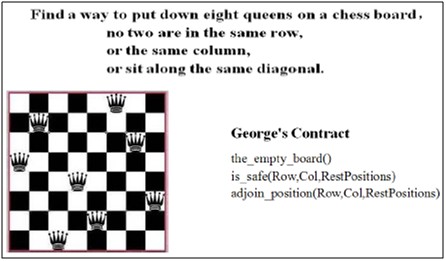 Find a way to put down eight queens on a chess board,
no two are in the same row,
or the same column,
or sit along the same diagonal.
George's Contract
the_empty_board()
is_safe(Row,Col,RestPositions)
adjoin_position(Row,Col,RestPositions)